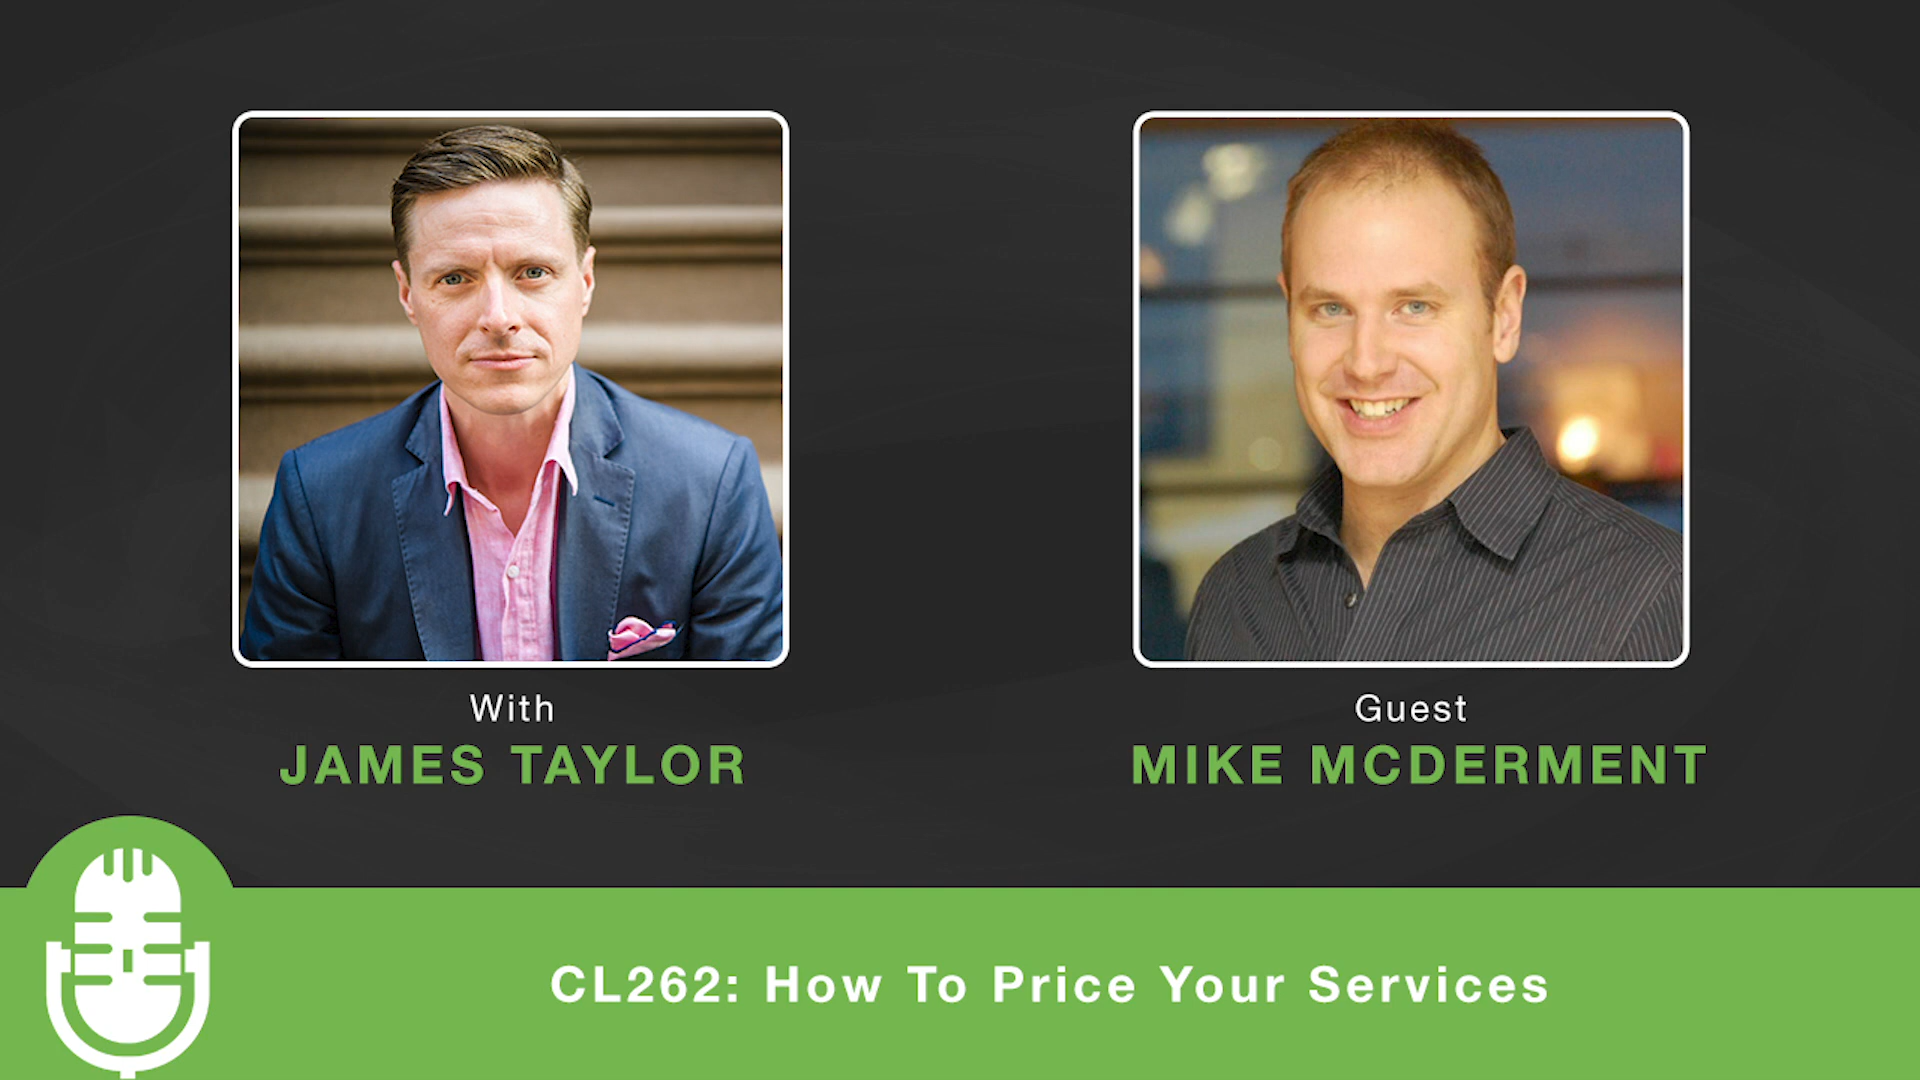 With
JAMES TAYLOR
Guest
MIKE MCDERMENT
CL262: How To Price Your Services